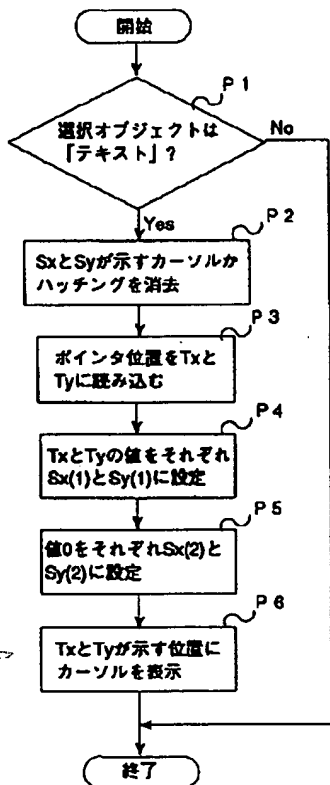 開始
P1
選択オブジェクトは
「テキスト」?
No
Yes
P2
SxとSyが示すカーソルか
ハッチングを消去
P3
ポインタ位置をTxと
Tyに読み込む
P4
TxとTyの値をそれぞれ
Sx(1)とSy(1)に設定
P5
値0をそれぞれSx(2)と
Sy(2)に設定
P6
TxとTyが示す位置に
カーソルを表示
終了